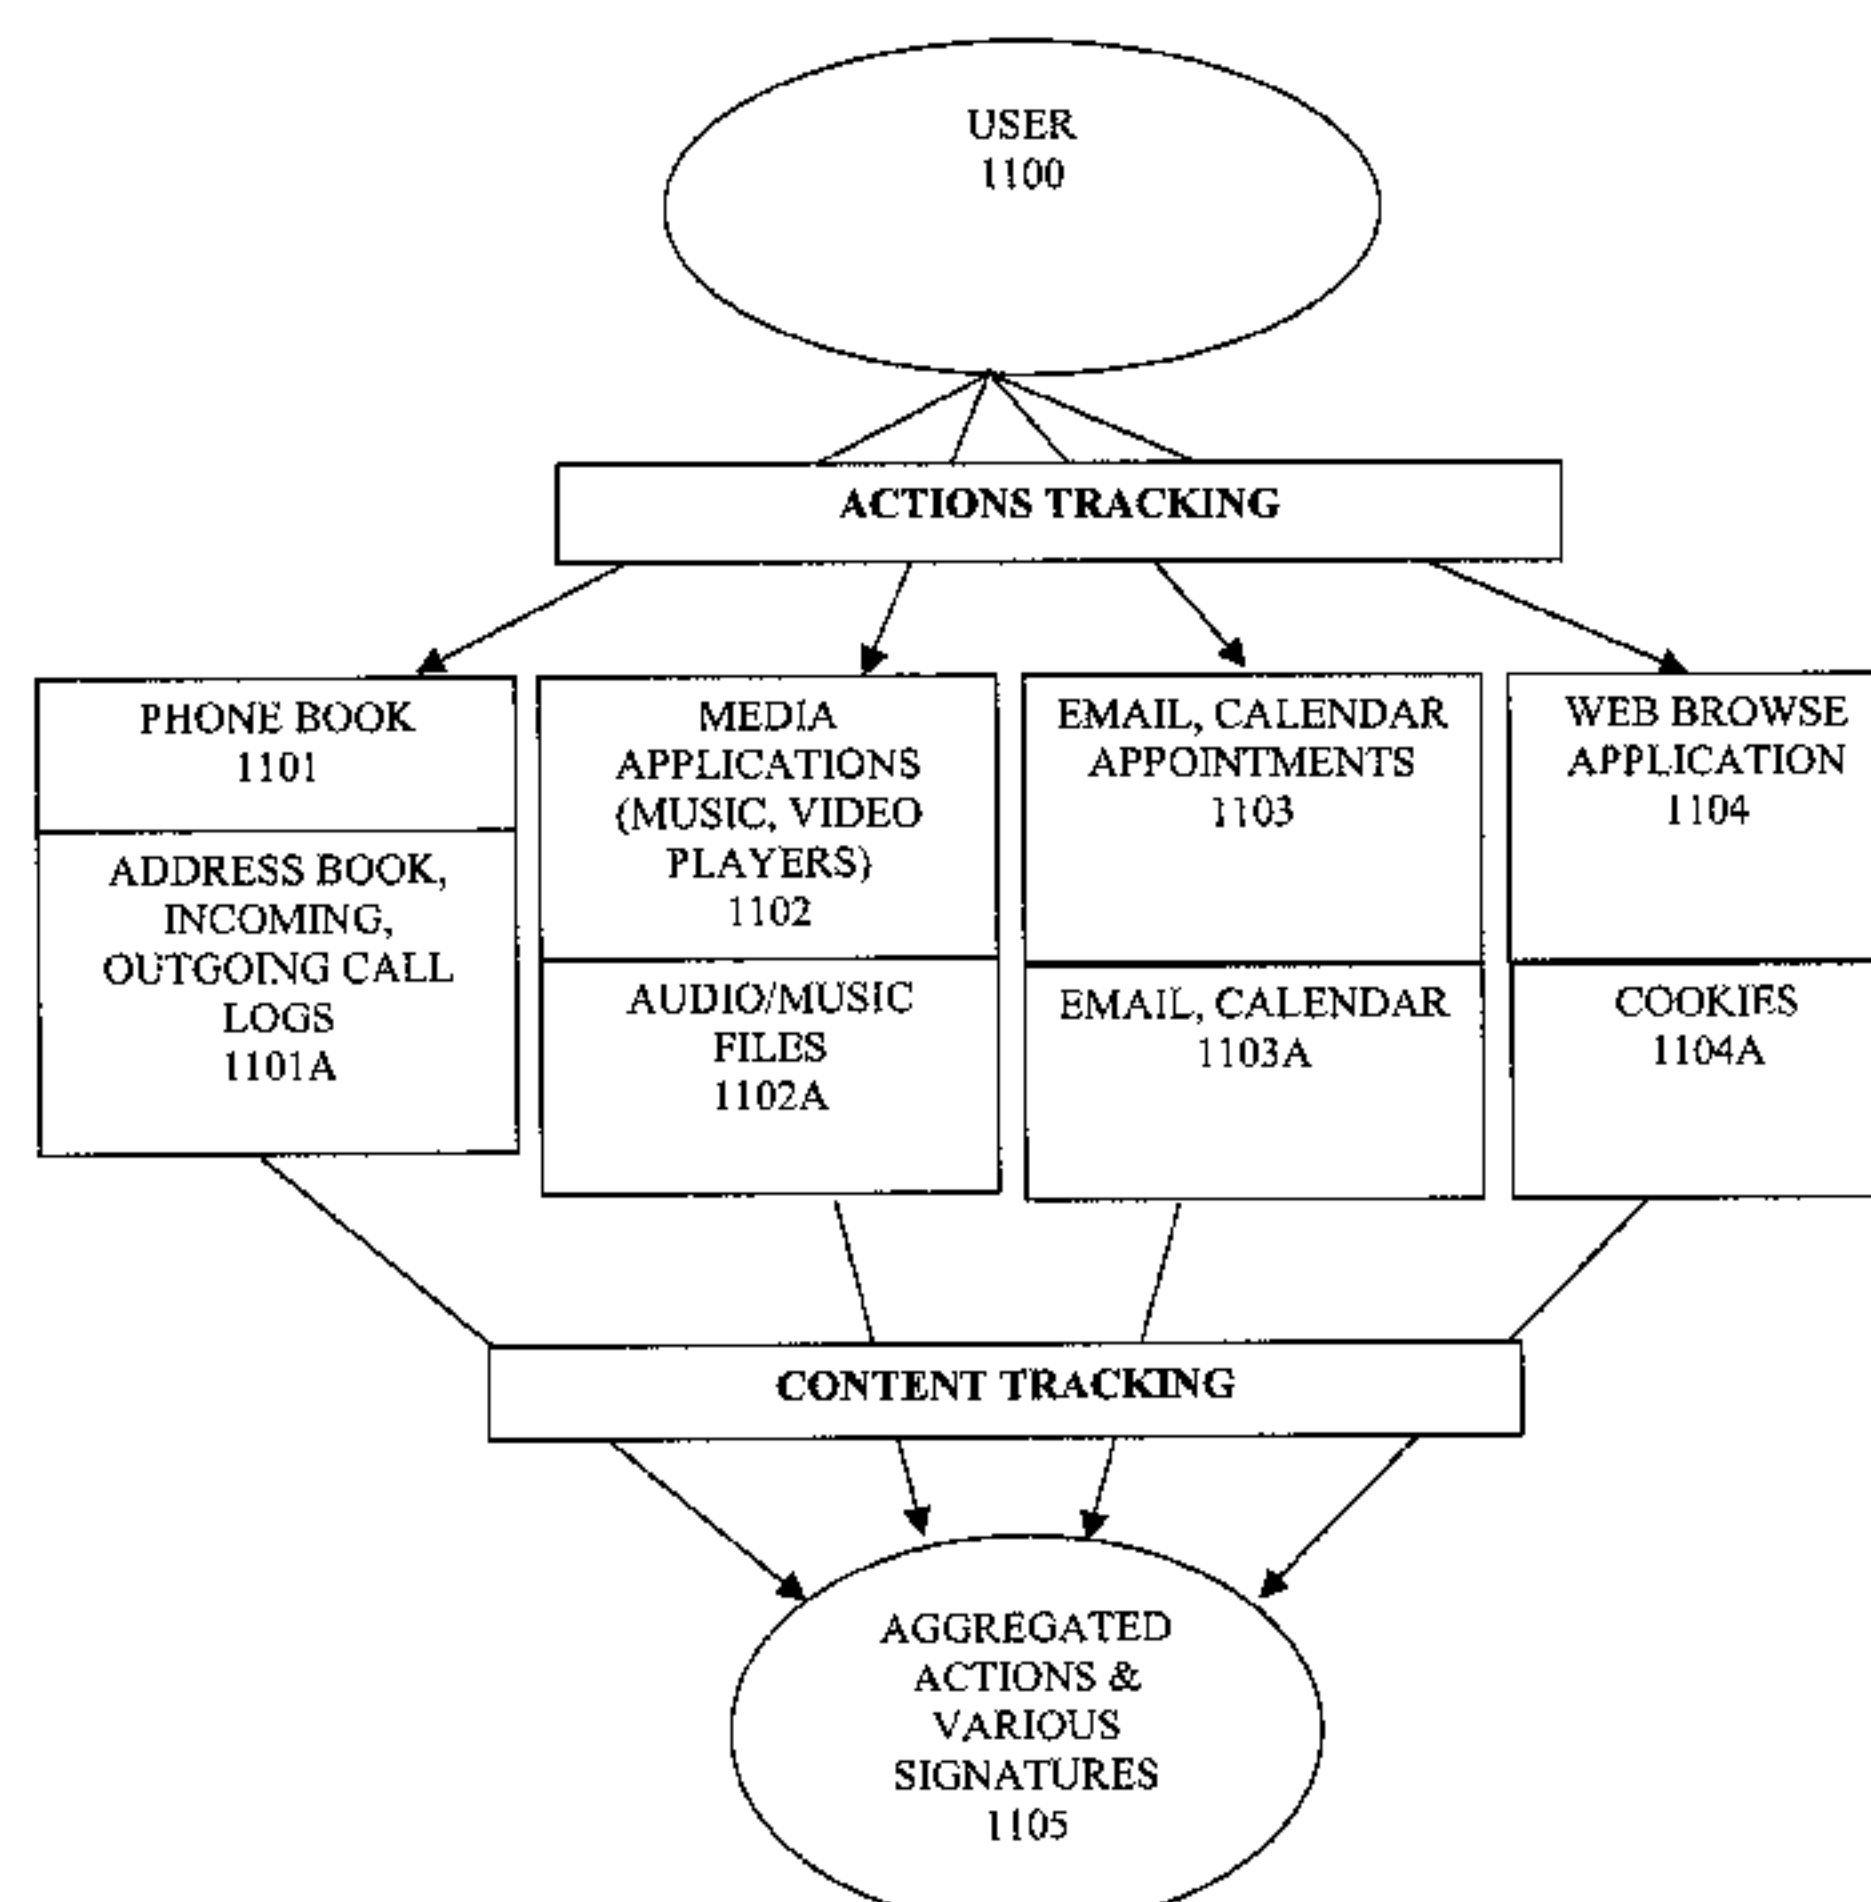 USER
1100
ACTIONS TRACKING
PHONE BOOK
1101
ADDRESS BOOK,
INCOMING,
OUTGOING CALL
LOGS
1101A
MEDIA
APPLICATIONS
(MUSIC, VIDEO
PLAYERS)
1102
AUDIO/MUSIC
FILES
1102A
EMAIL, CALENDAR
APPOINTMENTS
1103
EMAIL, CALENDAR
1103A
WEB BROWSE
APPLICATION
1104
COOKIES
1104A
CONTENT TRACKING
AGGREGATED
ACTIONS &
VARIOUS
SIGNATURES
1105